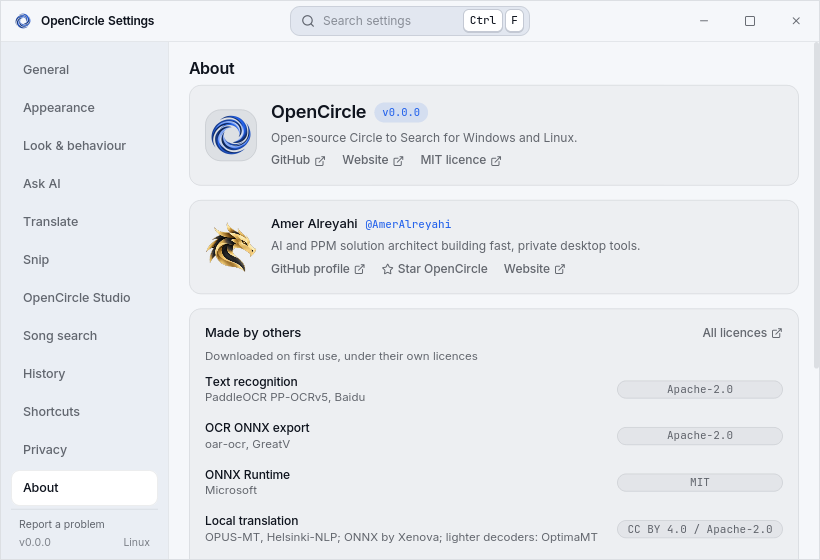 OpenCircle Settings
Search settings Ctrl F
General
Appearance
Look & behaviour
Ask AI
Translate
Snip
OpenCircle Studio
Song search
History
Shortcuts
Privacy
About
Report a problem
v0.0.0 Linux
About
OpenCircle v0.0.0
Open-source Circle to Search for Windows and Linux.
GitHub Website MIT licence
Amer Alreyahi @AmerAlreyahi
AI and PPM solution architect building fast, private desktop tools.
GitHub profile Star OpenCircle Website
Made by others All licences
Downloaded on first use, under their own licences
Text recognition
PaddleOCR PP-OCRv5, Baidu
Apache-2.0
OCR ONNX export
oar-ocr, GreatV
Apache-2.0
ONNX Runtime
Microsoft
MIT
Local translation
OPUS-MT, Helsinki-NLP; ONNX by Xenova; lighter decoders: OptimaMT
CC BY 4.0 / Apache-2.0